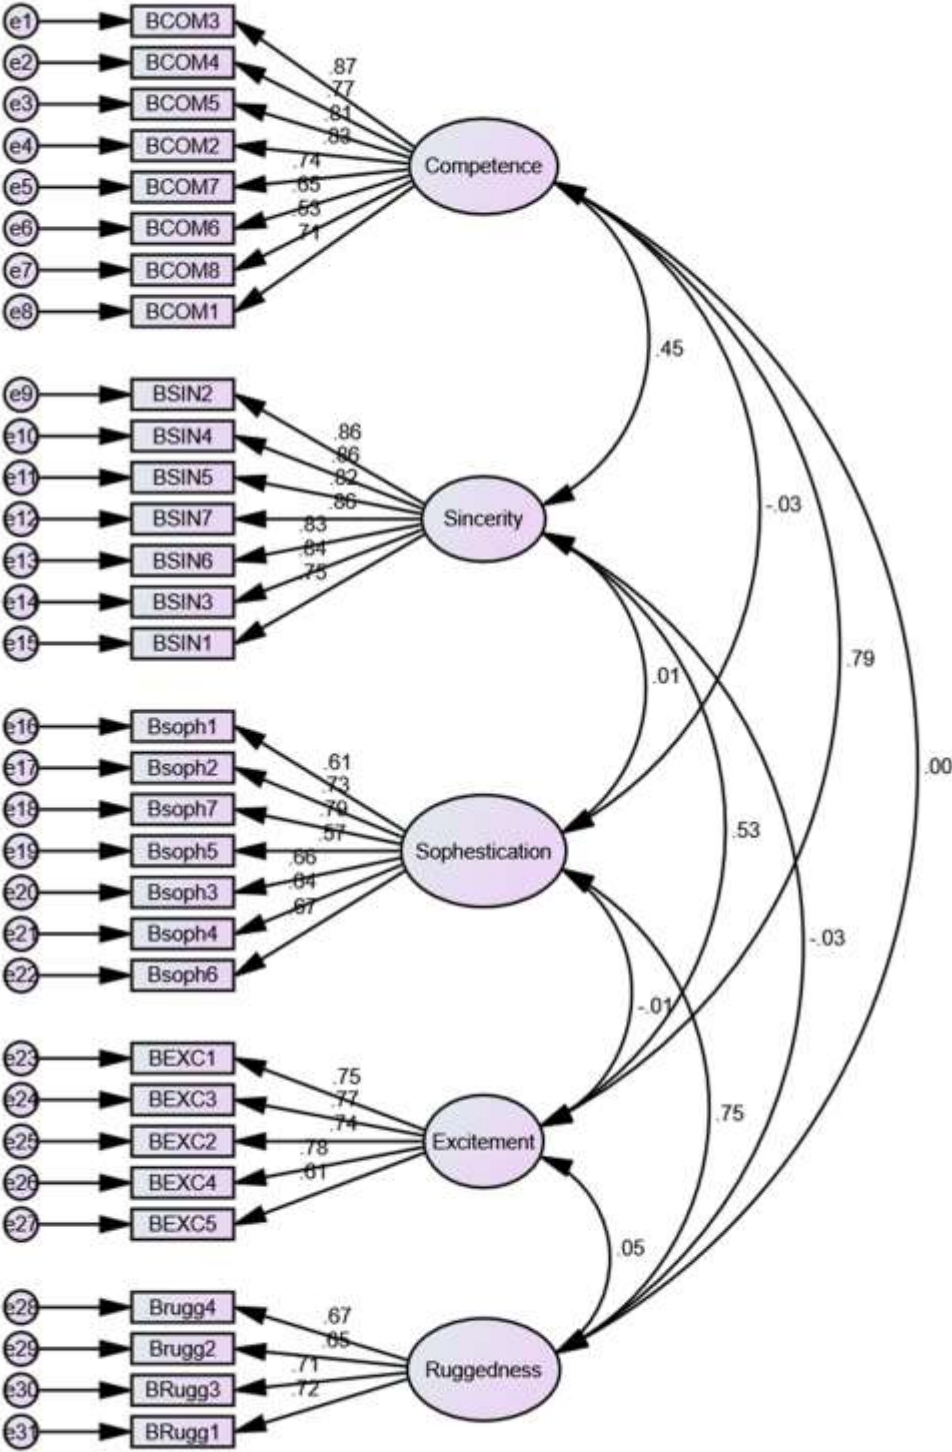 e1 BCOM3
e2 BCOM4
e3 BCOM5
e4 BCOM2
e5 BCOM7
e6 BCOM6
e7 BCOM8
e8 BCOM1
.87
.77
.81
.83
.74
.65
.53
.71
Competence
e9 BSIN2
e10 BSIN4
e11 BSIN5
e12 BSIN7
e13 BSIN6
e14 BSIN3
e15 BSIN1
.86
.86
.82
.86
.83
.84
.75
Sincerity
e16 Bsoph1
e17 Bsoph2
e18 Bsoph7
e19 Bsoph5
e20 Bsoph3
e21 Bsoph4
e22 Bsoph6
.61
.73
.79
.57
.66
.64
.67
Sophestication
e23 BEXC1
e24 BEXC3
e25 BEXC2
e26 BEXC4
e27 BEXC5
.75
.77
.74
.78
.61
Excitement
e28 Brugg4
e29 Brugg2
e30 BRugg3
e31 BRugg1
.67
.65
.71
.72
Ruggedness
.45
-.03
.79
.00
.01
.53
-.03
-.01
.75
.05